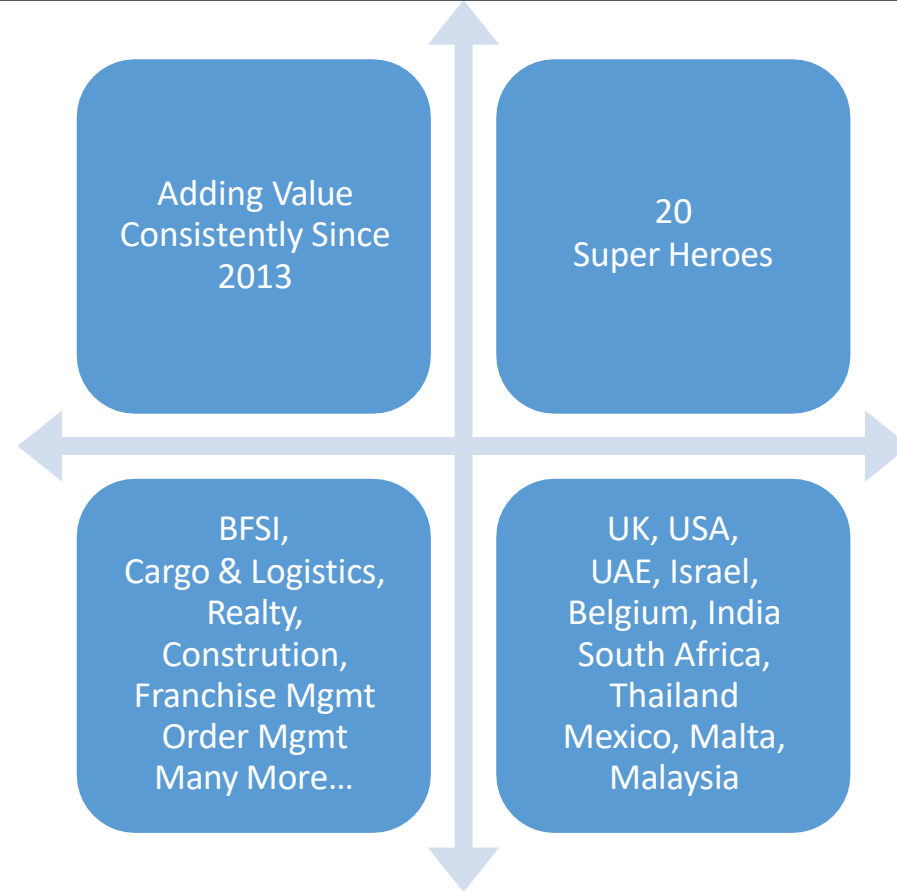 Adding Value
Consistently Since
2013
20
Super Heroes
BFSI,
Cargo & Logistics,
Realty,
Constrution,
Franchise Mgmt
Order Mgmt
Many More…
UK, USA,
UAE, Israel,
Belgium, India
South Africa,
Thailand
Mexico, Malta,
Malaysia